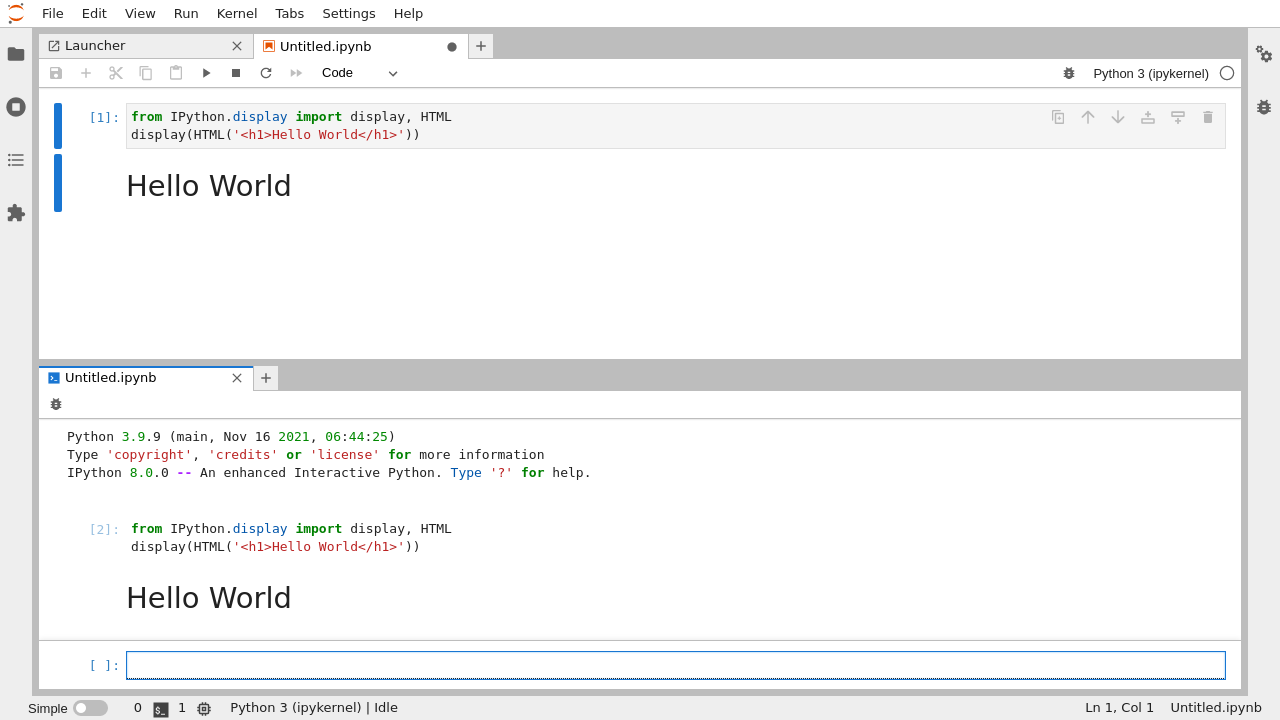 File Edit View Run Kernel Tabs Settings Help
Launcher
Untitled.ipynb
Code
Python 3 (ipykernel)
[1]: from IPython.display import display, HTML
display(HTML('<h1>Hello World</h1>'))
Hello World
Untitled.ipynb
Python 3.9.9 (main, Nov 16 2021, 06:44:25)
Type 'copyright', 'credits' or 'license' for more information
IPython 8.0.0 -- An enhanced Interactive Python. Type '?' for help.
[2]: from IPython.display import display, HTML
display(HTML('<h1>Hello World</h1>'))
Hello World
[ ]:
Simple 0 $_ 1 Python 3 (ipykernel) | Idle Ln 1, Col 1 Untitled.ipynb